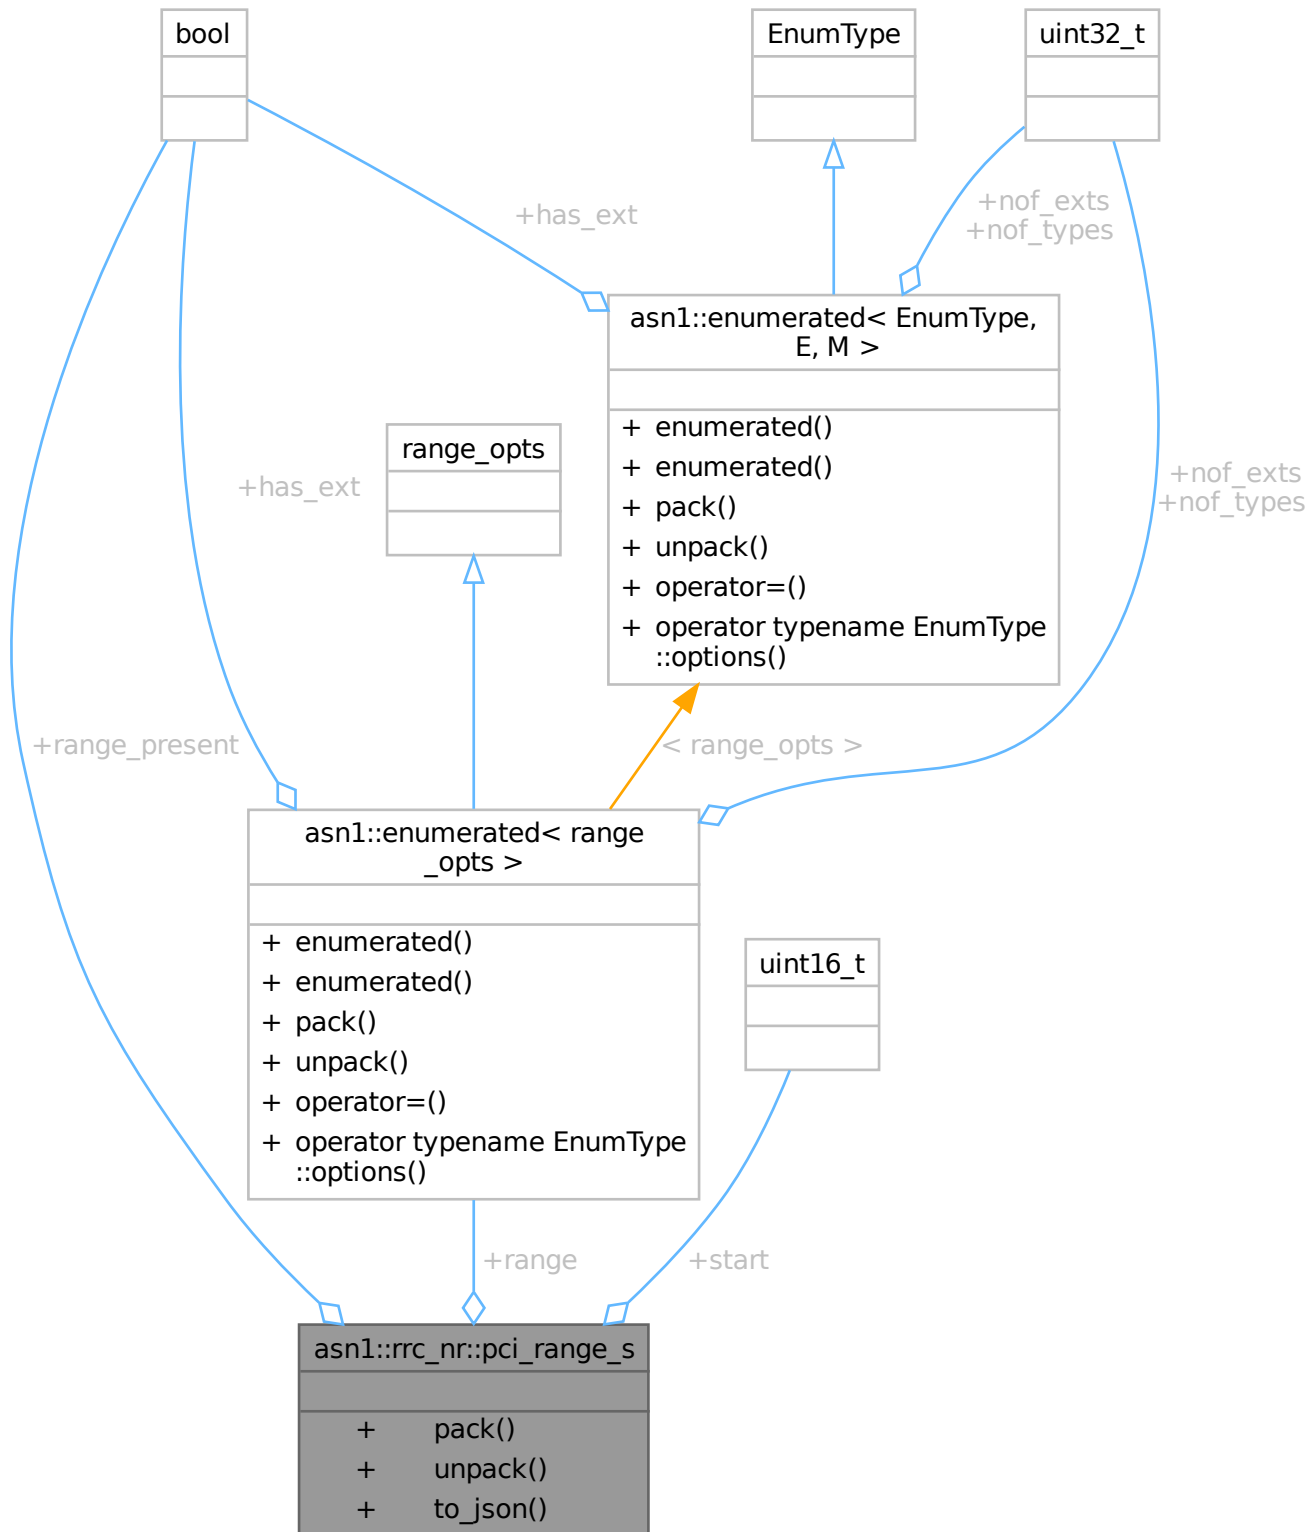 bool
EnumType
uint32_t
+has_ext
+nof_exts
+nof_types
asn1::enumerated< EnumType,
E, M >
+ enumerated()
+ enumerated()
+ pack()
+ unpack()
+ operator=()
+ operator typename EnumType
::options()
range_opts
+has_ext
+nof_exts
+nof_types
+range_present
< range_opts >
asn1::enumerated< range
_opts >
+ enumerated()
+ enumerated()
+ pack()
+ unpack()
+ operator=()
+ operator typename EnumType
::options()
uint16_t
+range
+start
asn1::rrc_nr::pci_range_s
+ pack()
+ unpack()
+ to_json()